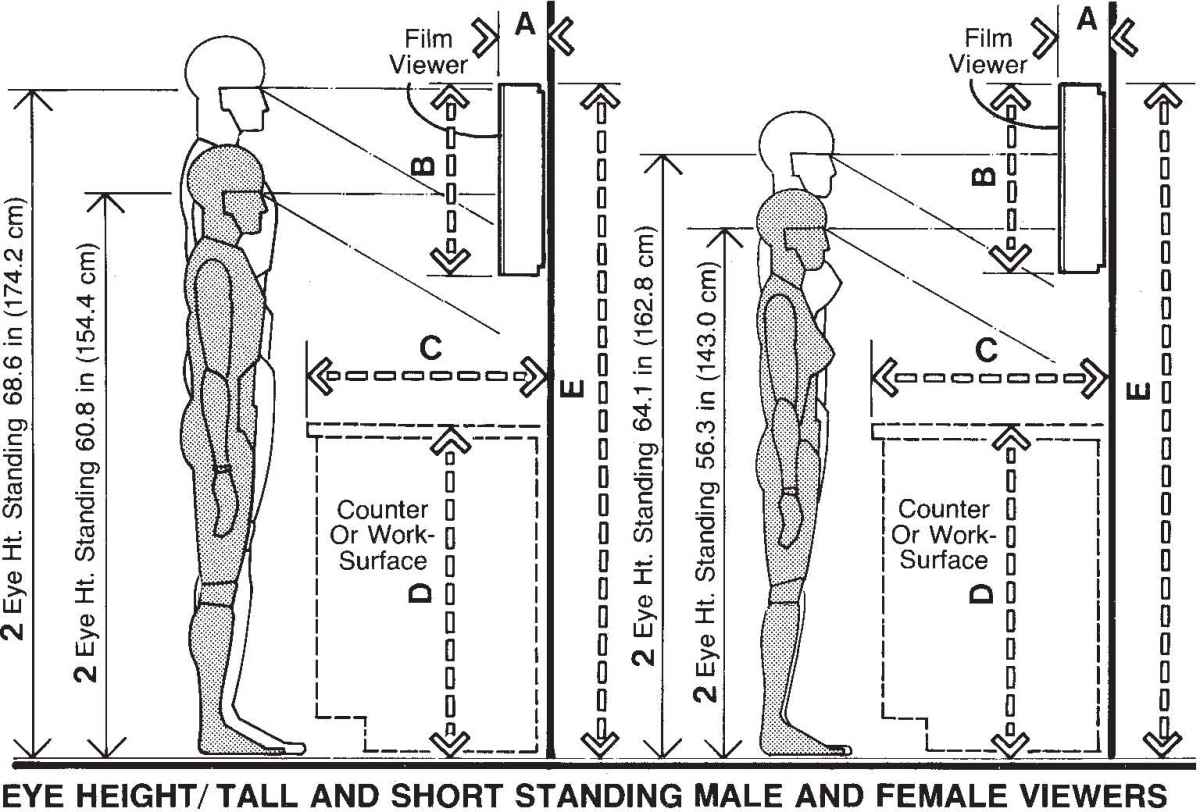 A
Film
Viewer
B
C
E
Counter
Or Work-
Surface
D
2 Eye Ht. Standing 68.6 in (174.2 cm)
2 Eye Ht. Standing 60.8 in (154.4 cm)
A
Film
Viewer
B
C
E
Counter
Or Work-
Surface
D
2 Eye Ht. Standing 64.1 in (162.8 cm)
2 Eye Ht. Standing 56.3 in (143.0 cm)
EYE HEIGHT/ TALL AND SHORT STANDING MALE AND FEMALE VIEWERS